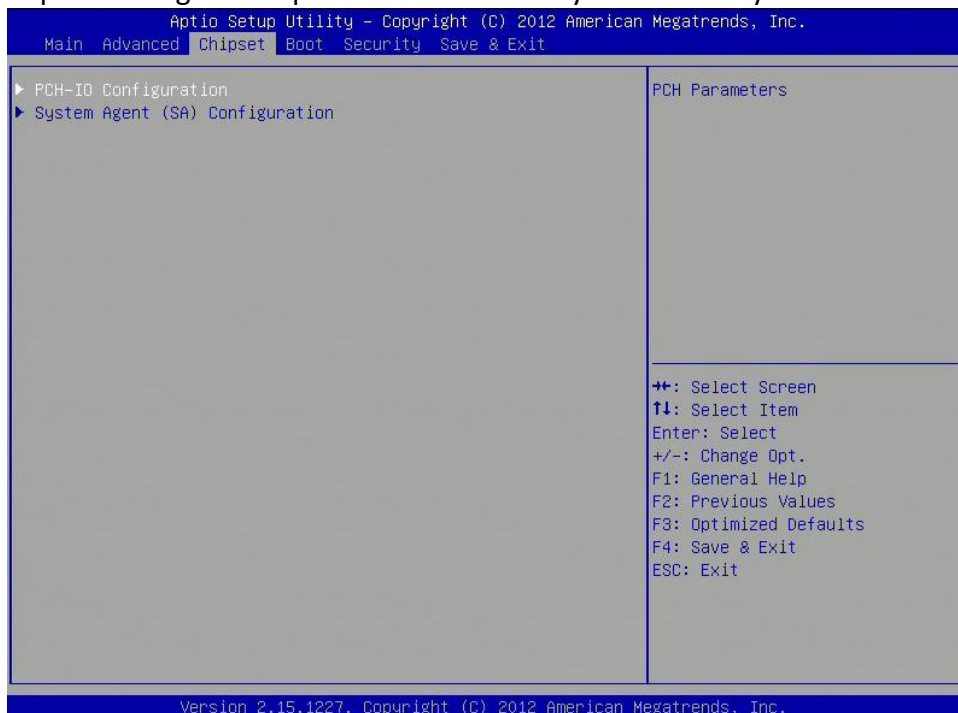 Aptio Setup Utility – Copyright (C) 2012 American Megatrends, Inc.
Main Advanced Chipset Boot Security Save & Exit
PCH-IO Configuration
System Agent (SA) Configuration
PCH Parameters
→←: Select Screen
↑↓: Select Item
Enter: Select
+/-: Change Opt.
F1: General Help
F2: Previous Values
F3: Optimized Defaults
F4: Save & Exit
ESC: Exit
Version 2.15.1227. Copyright (C) 2012 American Megatrends, Inc.